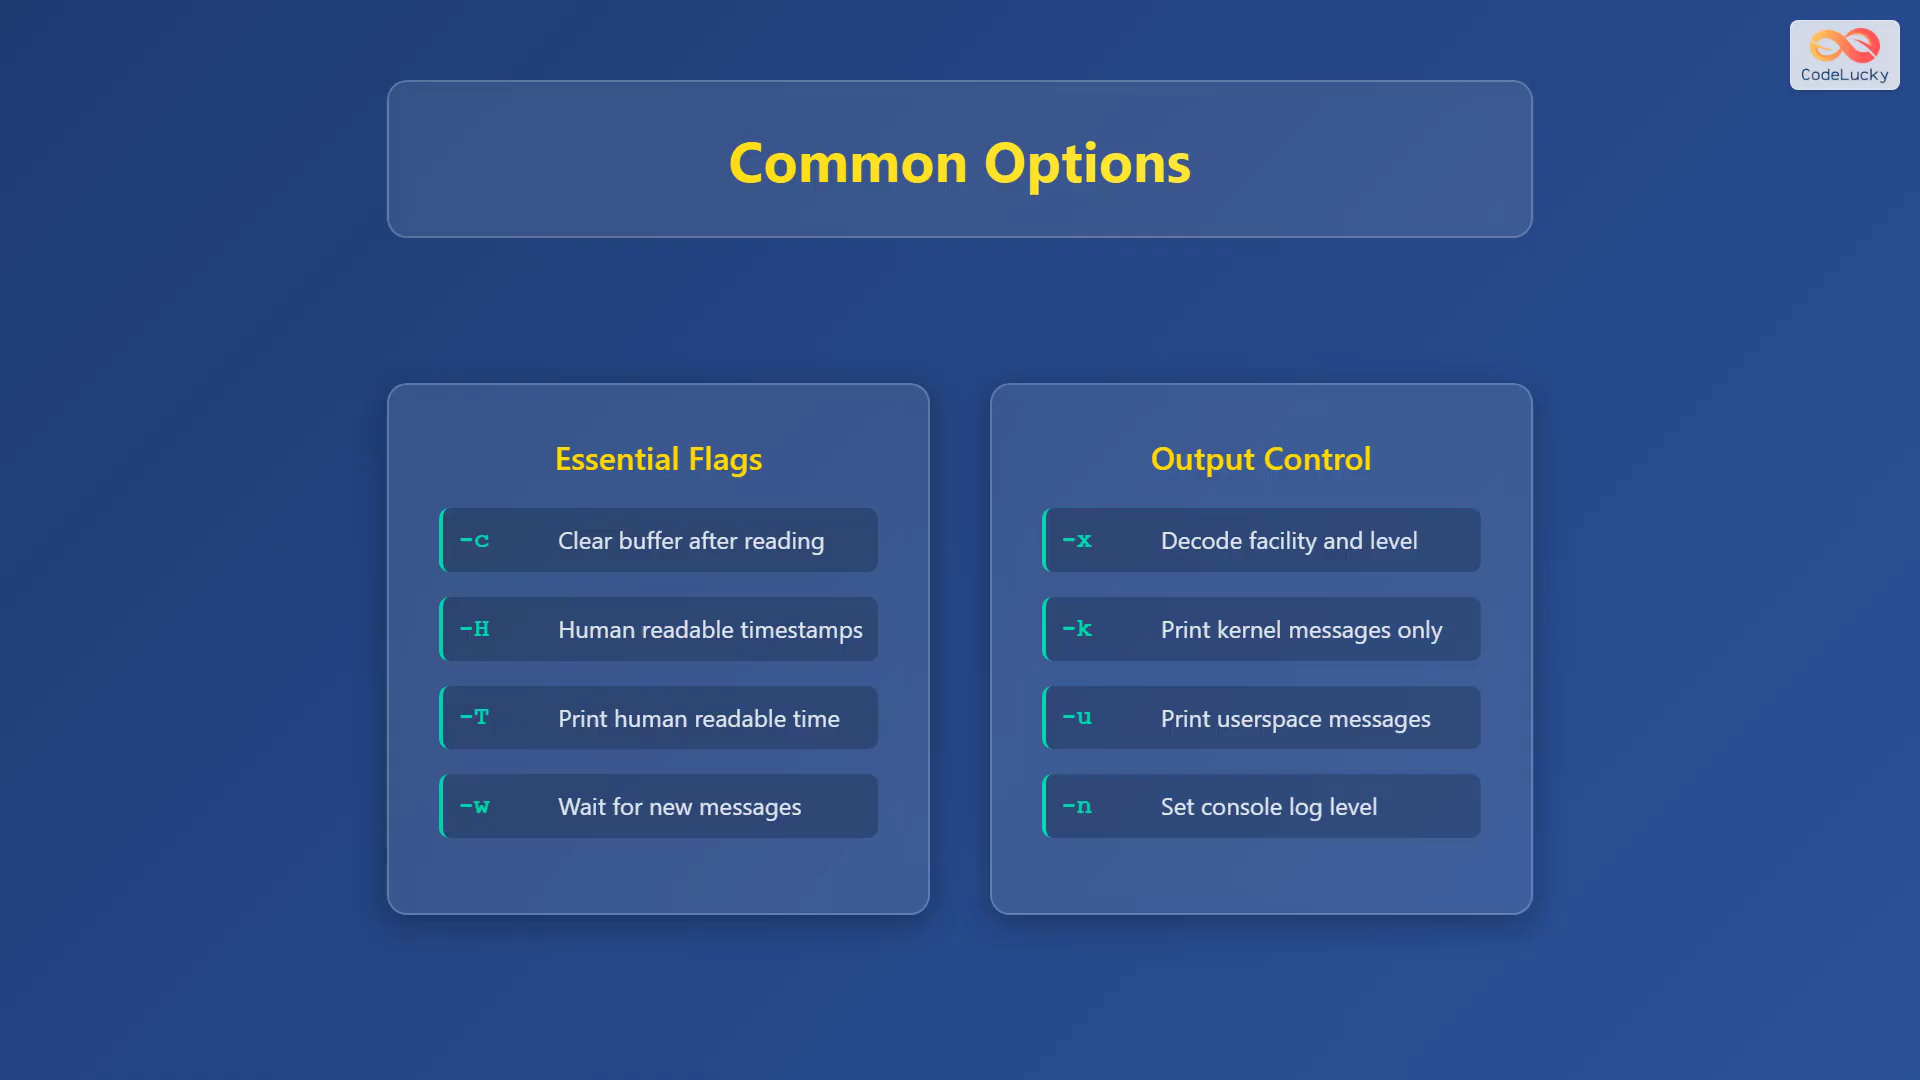 CodeLucky
Common Options
Essential Flags
-c Clear buffer after reading
-H Human readable timestamps
-T Print human readable time
-w Wait for new messages
Output Control
-x Decode facility and level
-k Print kernel messages only
-u Print userspace messages
-n Set console log level